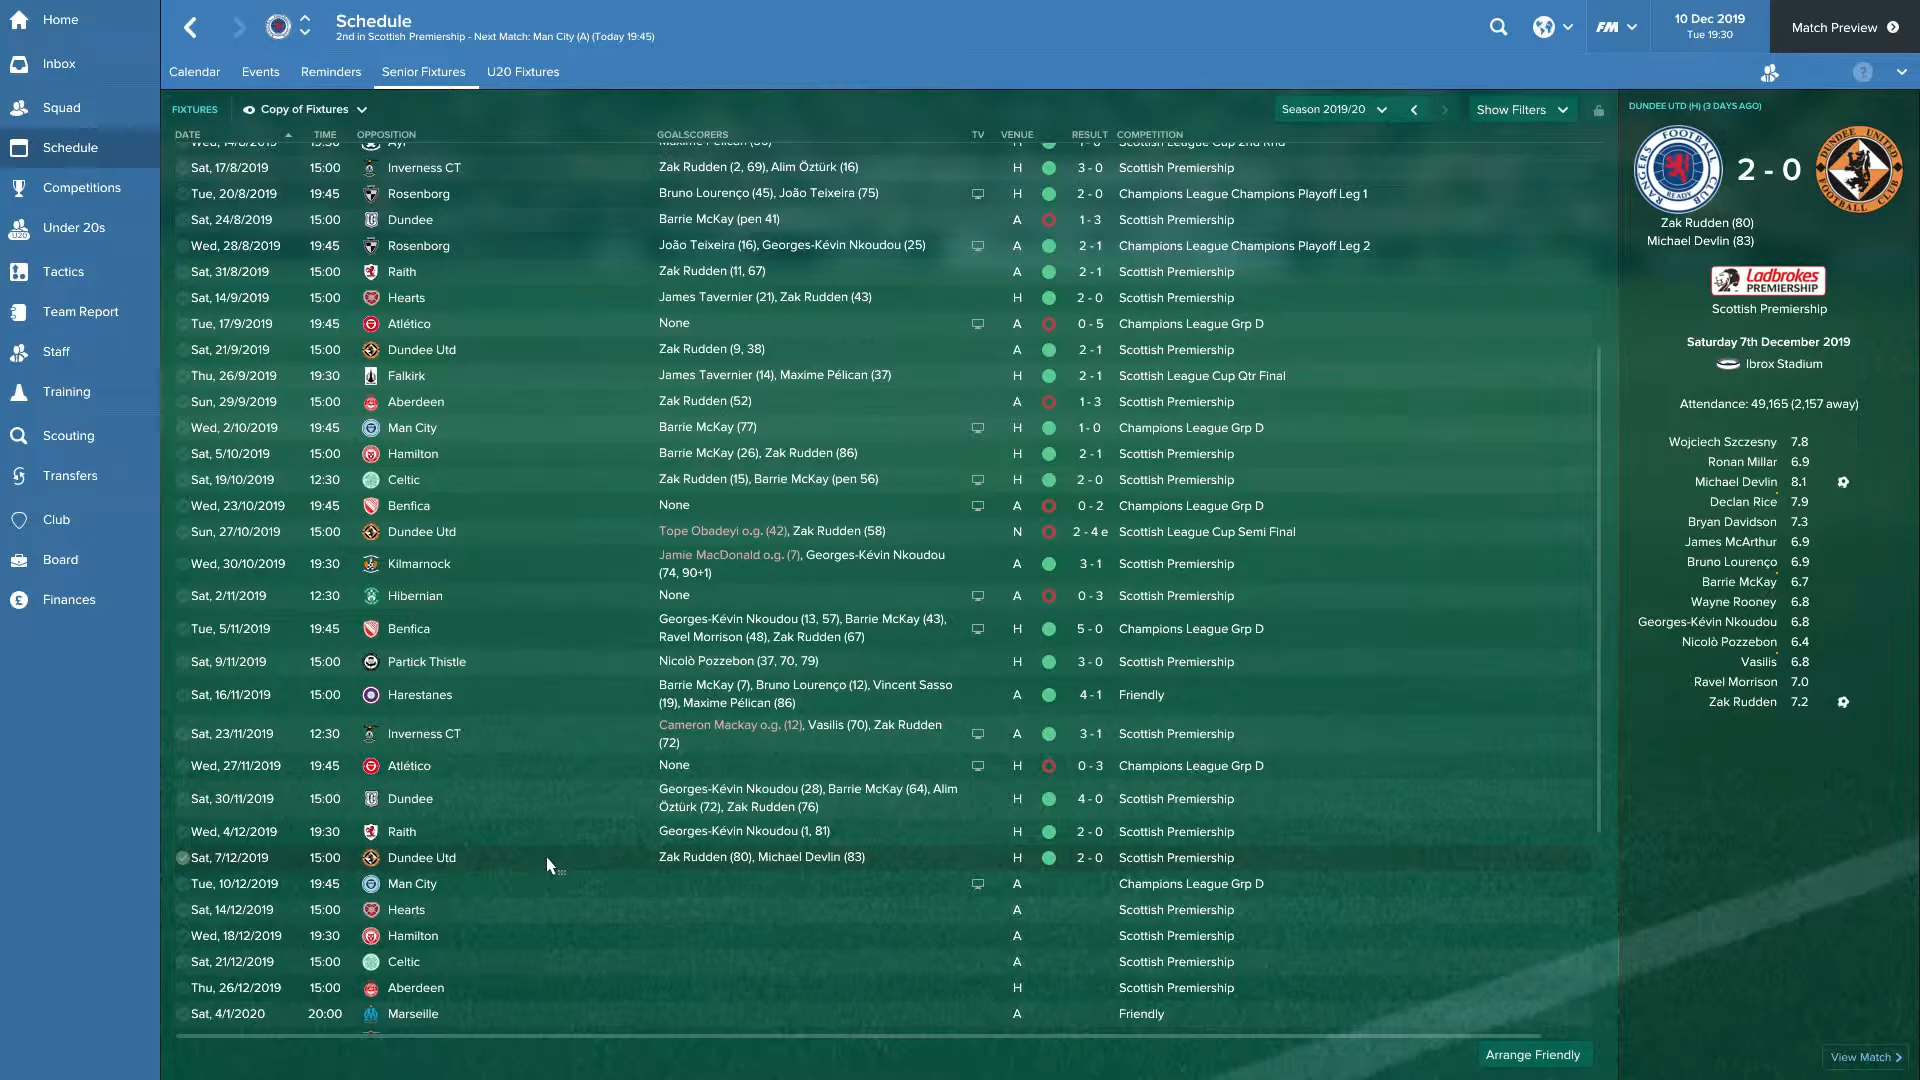 Home
Inbox
Squad
Schedule
Competitions
Under 20s
Tactics
Team Report
Staff
Training
Scouting
Transfers
Club
Board
Finances
Schedule
2nd in Scottish Premiership - Next Match: Man City (A) (Today 19:45)
FM
10 Dec 2019
Tue 19:30
Match Preview
Calendar Events Reminders Senior Fixtures U20 Fixtures
FIXTURES Copy of Fixtures Season 2019/20 Show Filters
DATE TIME OPPOSITION GOALSCORERS TV VENUE RESULT COMPETITION
Sat, 17/8/2019 15:00 Inverness CT Zak Rudden (2, 69), Alim Öztürk (16) H 3 - 0 Scottish Premiership
Tue, 20/8/2019 19:45 Rosenborg Bruno Lourenço (45), João Teixeira (75) H 2 - 0 Champions League Champions Playoff Leg 1
Sat, 24/8/2019 15:00 Dundee Barrie McKay (pen 41) A 1 - 3 Scottish Premiership
Wed, 28/8/2019 19:45 Rosenborg João Teixeira (16), Georges-Kévin Nkoudou (25) A 2 - 1 Champions League Champions Playoff Leg 2
Sat, 31/8/2019 15:00 Raith Zak Rudden (11, 67) A 2 - 1 Scottish Premiership
Sat, 14/9/2019 15:00 Hearts James Tavernier (21), Zak Rudden (43) H 2 - 0 Scottish Premiership
Tue, 17/9/2019 19:45 Atlético None A 0 - 5 Champions League Grp D
Sat, 21/9/2019 15:00 Dundee Utd Zak Rudden (9, 38) A 2 - 1 Scottish Premiership
Thu, 26/9/2019 19:30 Falkirk James Tavernier (14), Maxime Pélican (37) H 2 - 1 Scottish League Cup Qtr Final
Sun, 29/9/2019 15:00 Aberdeen Zak Rudden (52) A 1 - 3 Scottish Premiership
Wed, 2/10/2019 19:45 Man City Barrie McKay (77) H 1 - 0 Champions League Grp D
Sat, 5/10/2019 15:00 Hamilton Barrie McKay (26), Zak Rudden (86) H 2 - 1 Scottish Premiership
Sat, 19/10/2019 12:30 Celtic Zak Rudden (15), Barrie McKay (pen 56) H 2 - 0 Scottish Premiership
Wed, 23/10/2019 19:45 Benfica None A 0 - 2 Champions League Grp D
Sun, 27/10/2019 15:00 Dundee Utd Tope Obadeyi o.g. (42), Zak Rudden (58) N 2 - 4 e Scottish League Cup Semi Final
Wed, 30/10/2019 19:30 Kilmarnock Jamie MacDonald o.g. (7), Georges-Kévin Nkoudou (74, 90+1) A 3 - 1 Scottish Premiership
Sat, 2/11/2019 12:30 Hibernian None A 0 - 3 Scottish Premiership
Tue, 5/11/2019 19:45 Benfica Georges-Kévin Nkoudou (13, 57), Barrie McKay (43), Ravel Morrison (48), Zak Rudden (67) H 5 - 0 Champions League Grp D
Sat, 9/11/2019 15:00 Partick Thistle Nicolò Pozzebon (37, 70, 79) H 3 - 0 Scottish Premiership
Sat, 16/11/2019 15:00 Harestanes Barrie McKay (7), Bruno Lourenço (12), Vincent Sasso (19), Maxime Pélican (86) A 4 - 1 Friendly
Sat, 23/11/2019 12:30 Inverness CT Cameron Mackay o.g. (12), Vasilis (70), Zak Rudden (72) A 3 - 1 Scottish Premiership
Wed, 27/11/2019 19:45 Atlético None H 0 - 3 Champions League Grp D
Sat, 30/11/2019 15:00 Dundee Georges-Kévin Nkoudou (28), Barrie McKay (64), Alim Öztürk (72), Zak Rudden (76) H 4 - 0 Scottish Premiership
Wed, 4/12/2019 19:30 Raith Georges-Kévin Nkoudou (1, 81) H 2 - 0 Scottish Premiership
Sat, 7/12/2019 15:00 Dundee Utd Zak Rudden (80), Michael Devlin (83) H 2 - 0 Scottish Premiership
Tue, 10/12/2019 19:45 Man City A Champions League Grp D
Sat, 14/12/2019 15:00 Hearts A Scottish Premiership
Wed, 18/12/2019 19:30 Hamilton A Scottish Premiership
Sat, 21/12/2019 15:00 Celtic A Scottish Premiership
Thu, 26/12/2019 15:00 Aberdeen H Scottish Premiership
Sat, 4/1/2020 20:00 Marseille A Friendly
Arrange Friendly
DUNDEE UTD (H) (3 DAYS AGO)
RANGERS FOOTBALL CLUB
READY
2 - 0
DUNDEE UNITED
FOOTBALL CLUB
Zak Rudden (80)
Michael Devlin (83)
Ladbrokes
PREMIERSHIP
Scottish Premiership
Saturday 7th December 2019
Ibrox Stadium
Attendance: 49,165 (2,157 away)
Wojciech Szczesny 7.8
Ronan Millar 6.9
Michael Devlin 8.1
Declan Rice 7.9
Bryan Davidson 7.3
James McArthur 6.9
Bruno Lourenço 6.9
Barrie McKay 6.7
Wayne Rooney 6.8
Georges-Kévin Nkoudou 6.8
Nicolò Pozzebon 6.4
Vasilis 6.8
Ravel Morrison 7.0
Zak Rudden 7.2
View Match